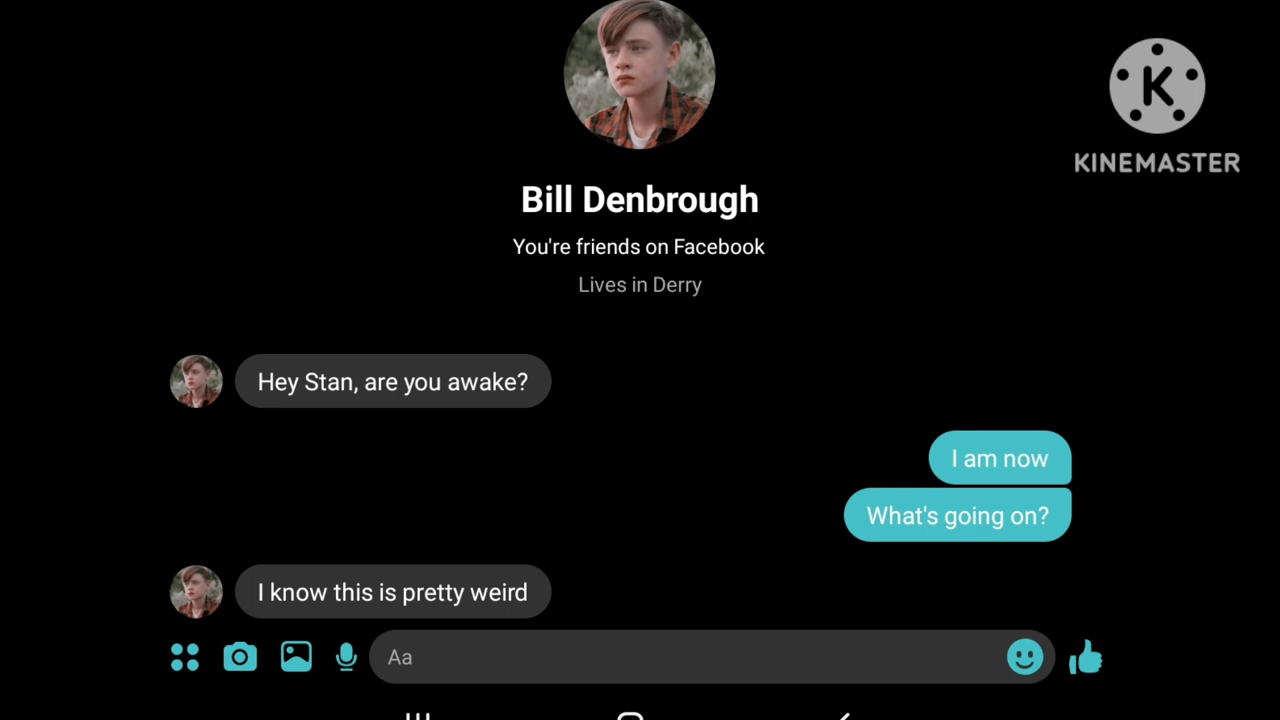 K
KINEMASTER
Bill Denbrough
You're friends on Facebook
Lives in Derry
Hey Stan, are you awake?
I am now
What's going on?
I know this is pretty weird
Aa